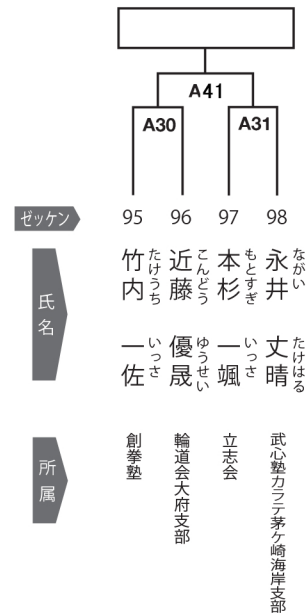 A41
A30
A31
ゼッケン
95
96
97
98
氏名
竹内 一佐
たけうち いっさ
近藤 優晟
こんどう ゆうせい
本杉 一颯
もとすぎ いっさ
永井 丈晴
ながい たけはる
所属
創拳塾
輪道会大府支部
立志会
武心塾カラテ茅ケ崎海岸支部